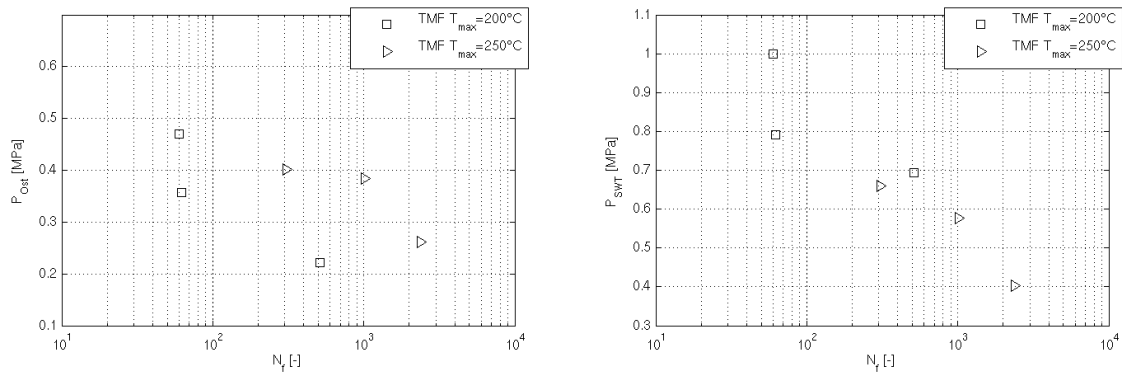 TMF T_max=200°C
TMF T_max=250°C
0.6
0.5
0.4
0.3
0.2
0.1
P_Ost [MPa]
10^1
10^2
10^3
10^4
N_f [-]
TMF T_max=200°C
TMF T_max=250°C
1.1
1
0.9
0.8
0.7
0.6
0.5
0.4
0.3
P_SWT [MPa]
10^1
10^2
10^3
10^4
N_f [-]